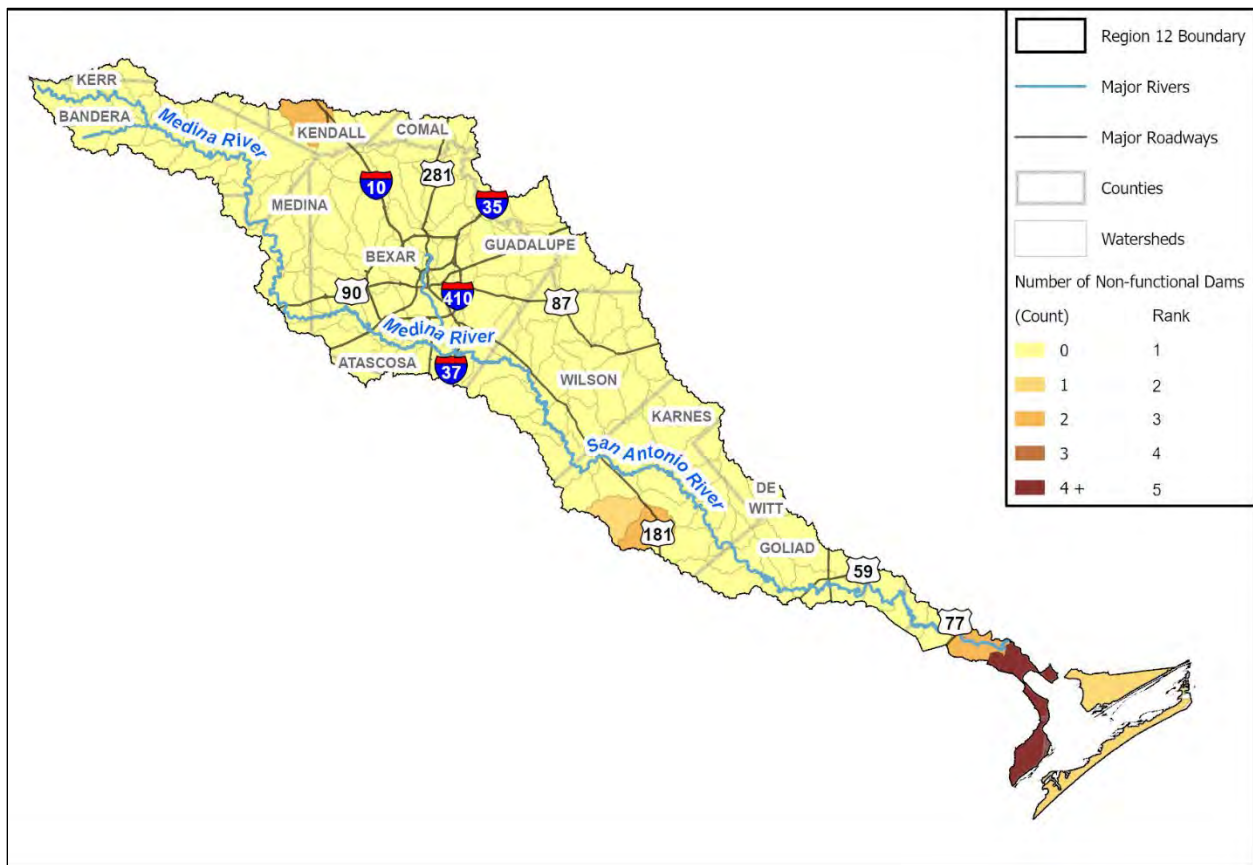 Region 12 Boundary
Major Rivers
Major Roadways
Counties
Watersheds
Number of Non-functional Dams
(Count) Rank
0 1
1 2
2 3
3 4
4 + 5
KERR
BANDERA
Medina River
KENDALL
COMAL
281
10
35
MEDINA
BEXAR
GUADALUPE
90
410
87
Medina River
ATASCOSA
37
WILSON
KARNES
San Antonio River
DE
WITT
181
GOLIAD
59
77